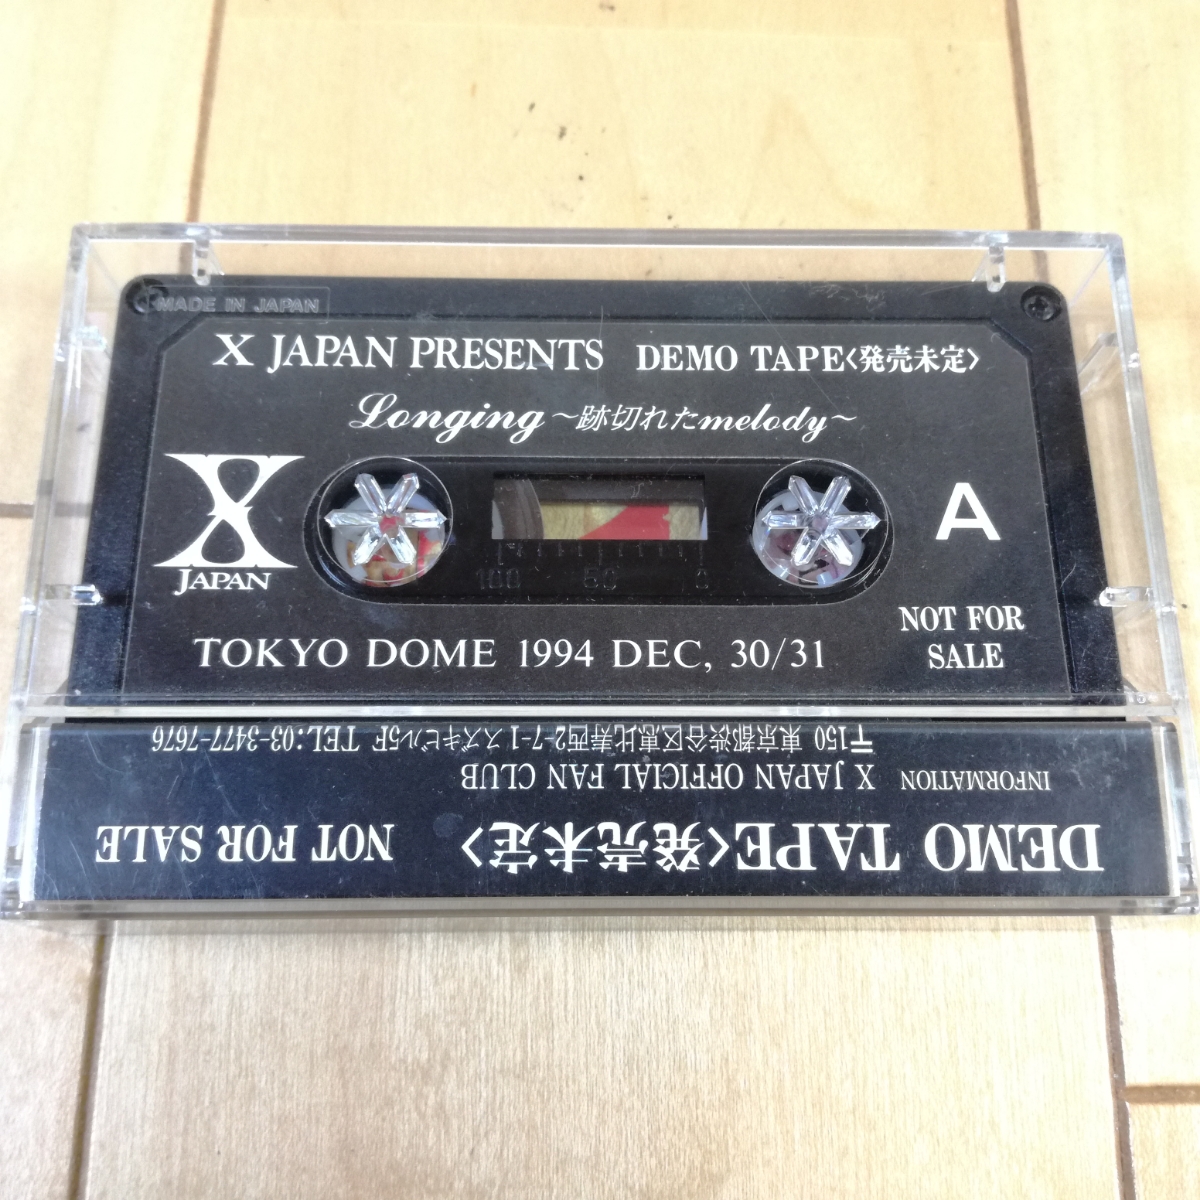 MADE IN JAPAN
X JAPAN PRESENTS DEMO TAPE〈発売未定〉
Longing ～跡切れたmelody～
X
JAPAN
A
100 50 0
NOT FOR
SALE
TOKYO DOME 1994 DEC, 30/31
DEMO TAPE〈発売未定〉 NOT FOR SALE
INFORMATION X JAPAN OFFICIAL FAN CLUB
〒150 東京都渋谷区恵比寿西2-7-1スズキビル5F TEL:03-3477-7676